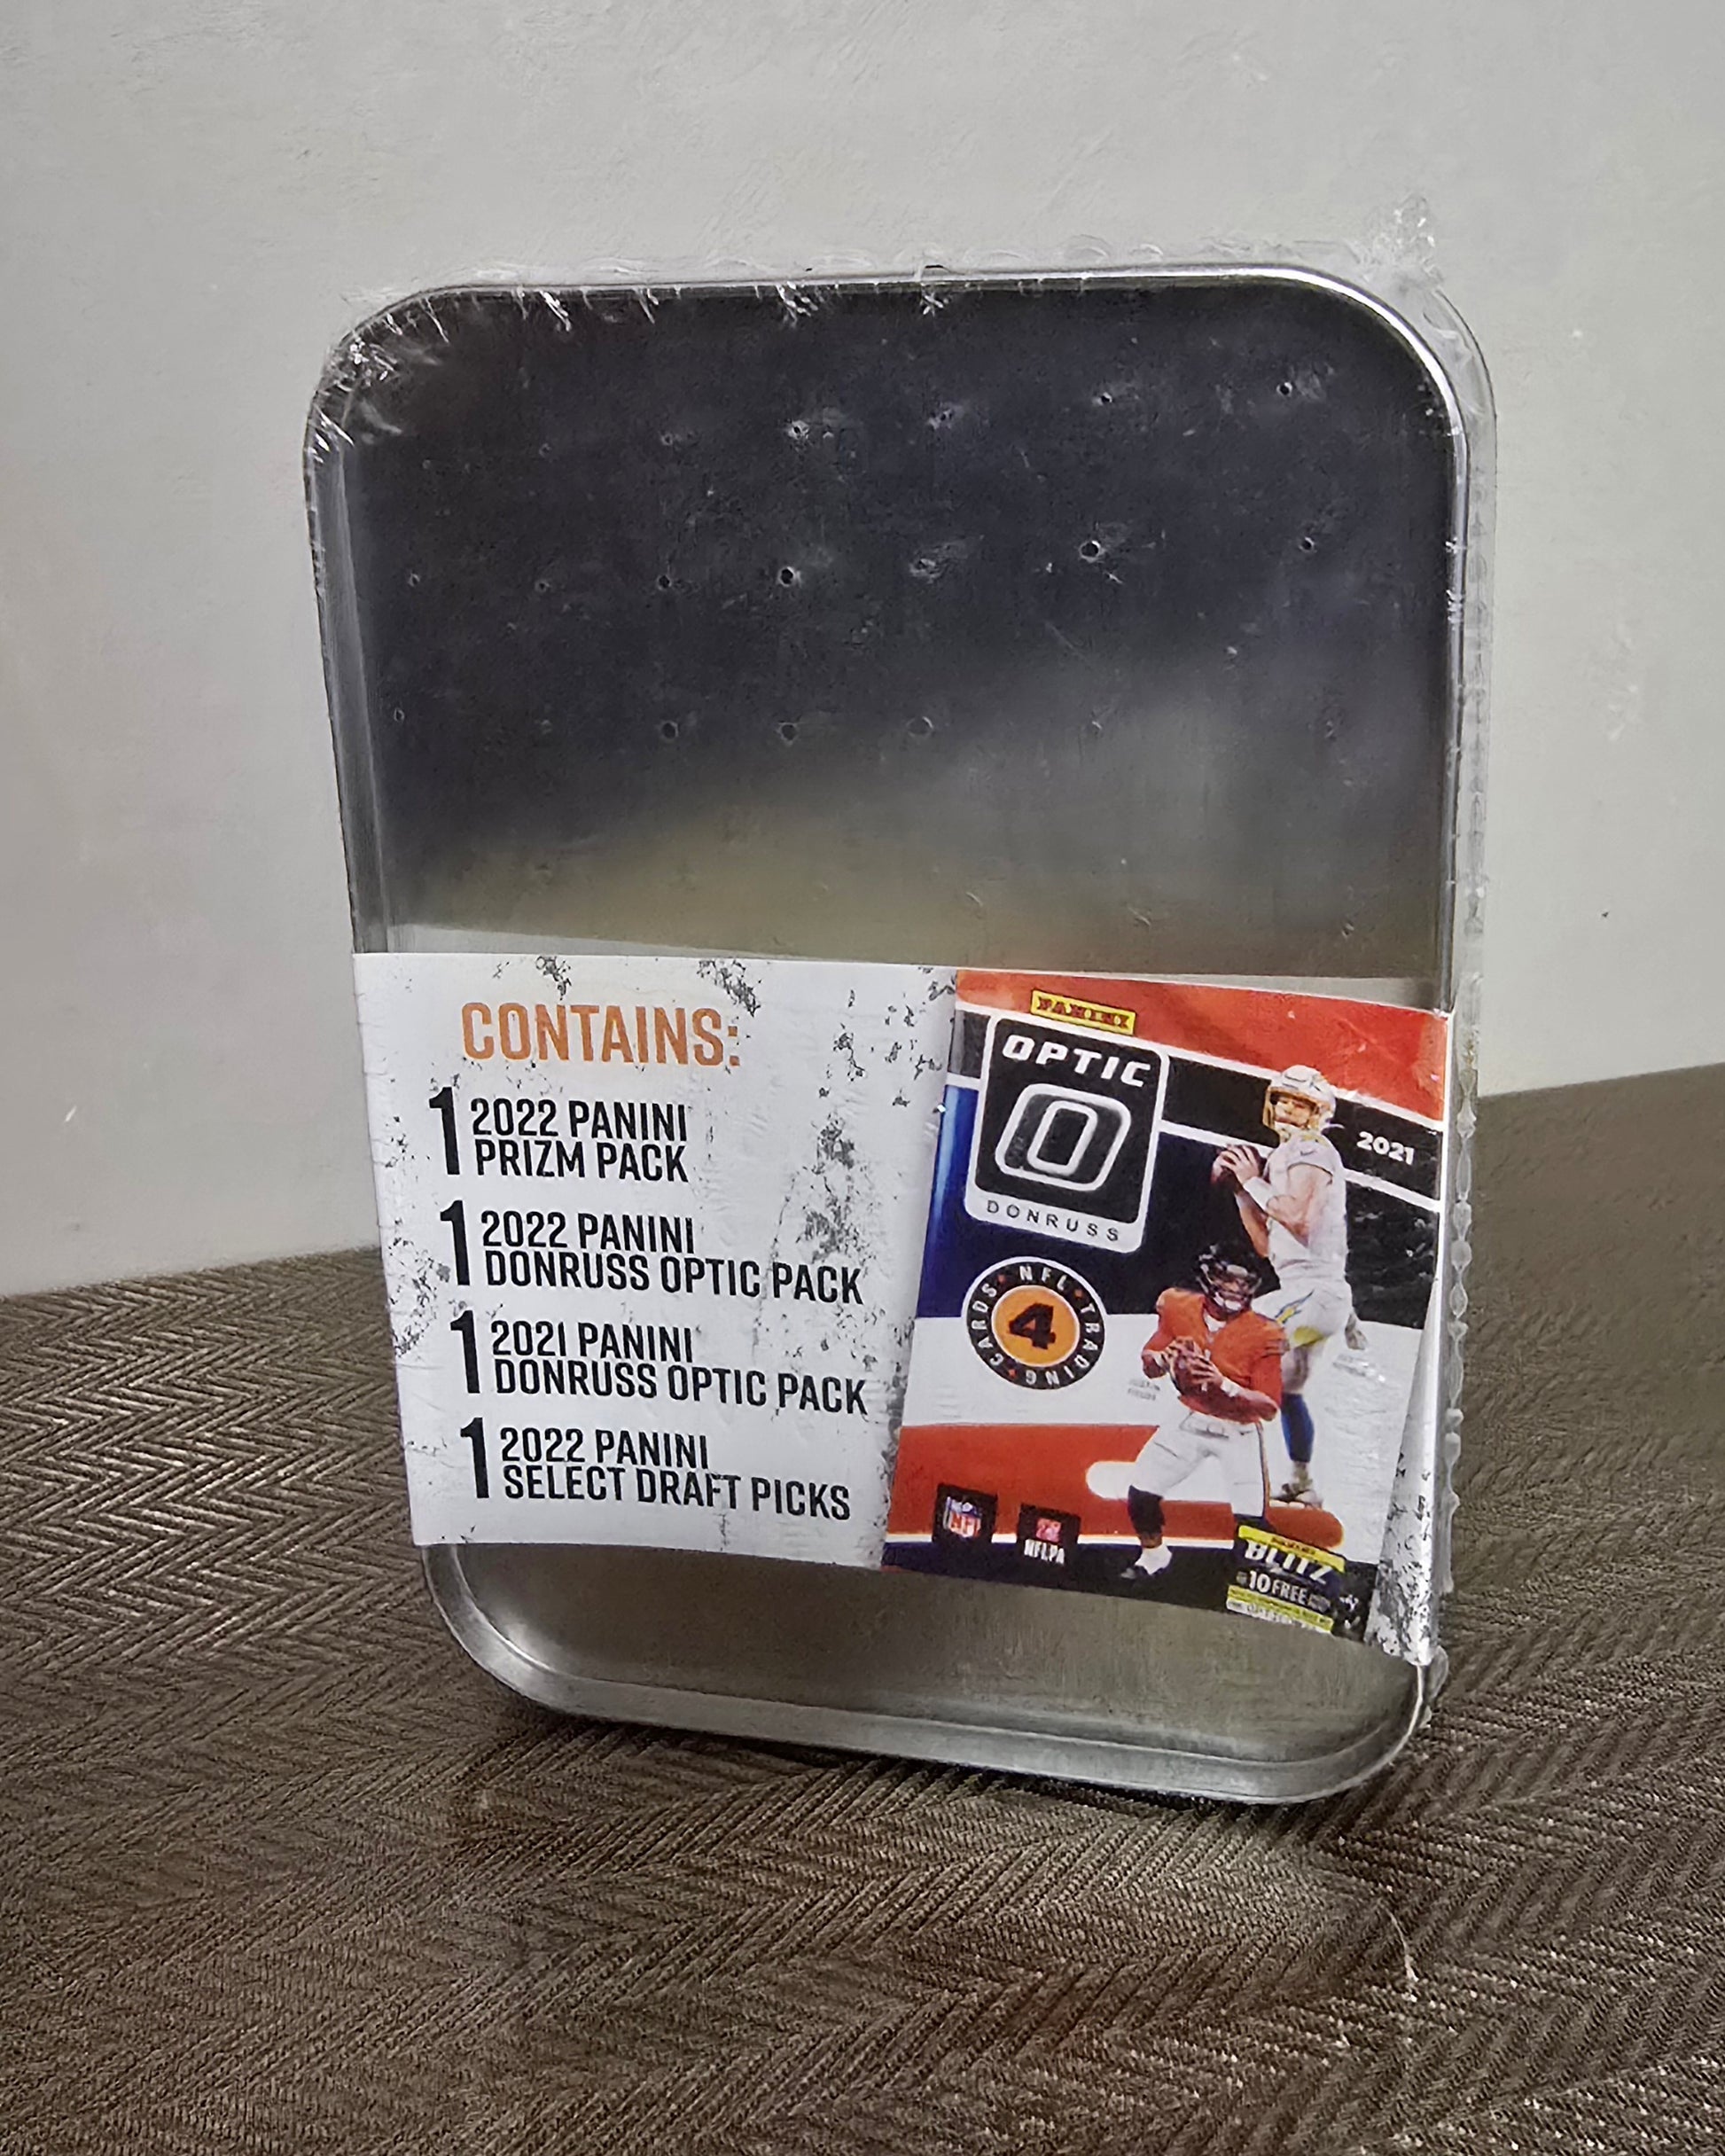 CONTAINS:
1 2022 PANINI
PRIZM PACK
1 2022 PANINI
DONRUSS OPTIC PACK
1 2021 PANINI
DONRUSS OPTIC PACK
1 2022 PANINI
SELECT DRAFT PICKS
PANINI
OPTIC
O
DONRUSS
2021
NFL TRADING CARDS
4
NFL
NFLPA
BLITZ
10 FREE